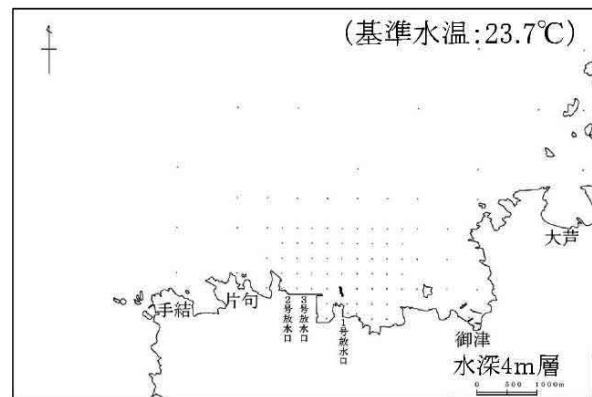 (基準水温:23.7℃)
大芦
手結
片句
2号放水口
3号放水口
1号放水口
御津
水深4m層
0 500 1000m